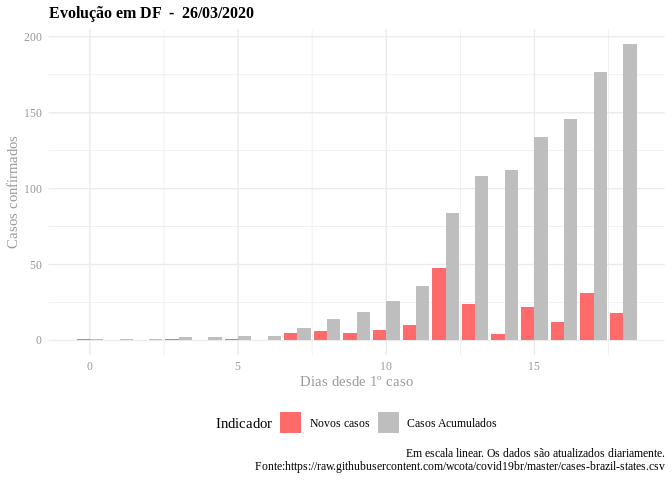 Evolução em DF - 26/03/2020
Casos confirmados
200
150
100
50
0
0 5 10 15
Dias desde 1º caso
Indicador Novos casos Casos Acumulados
Em escala linear. Os dados são atualizados diariamente.
Fonte:https://raw.githubusercontent.com/wcota/covid19br/master/cases-brazil-states.csv